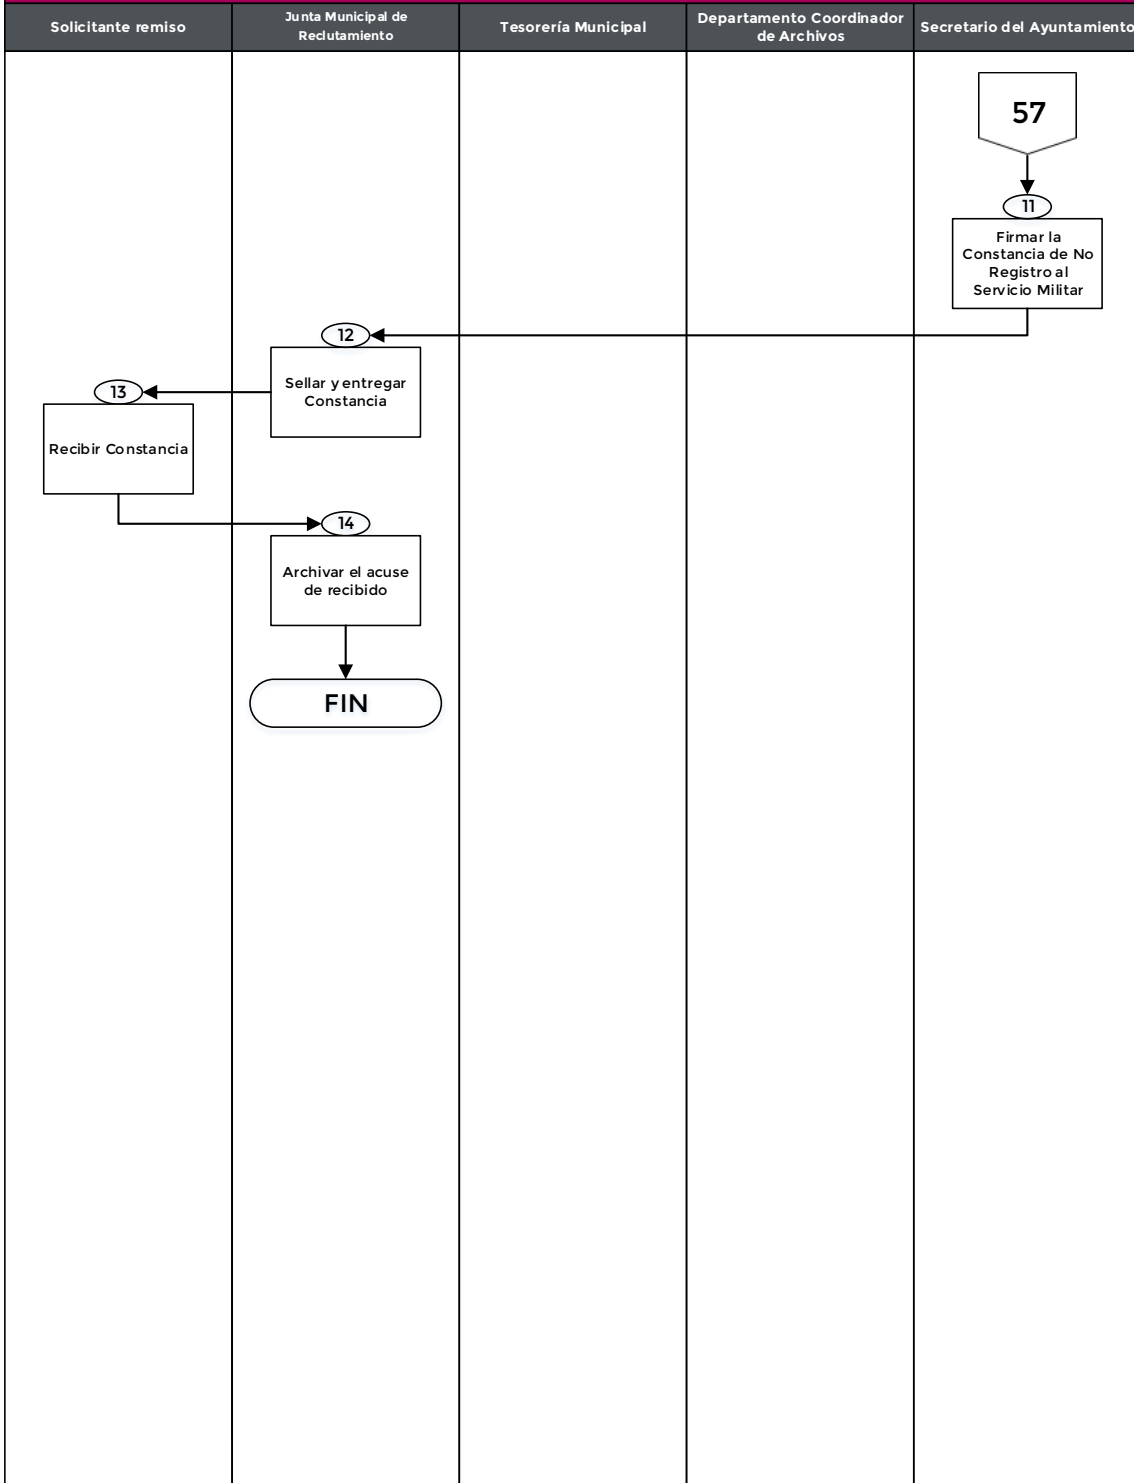 Solicitante remiso
Junta Municipal de
Reclutamiento
Tesorería Municipal
Departamento Coordinador
de Archivos
Secretario del Ayuntamiento
57
11
Firmar la
Constancia de No
Registro al
Servicio Militar
12
Sellar y entregar
Constancia
13
Recibir Constancia
14
Archivar el acuse
de recibido
FIN